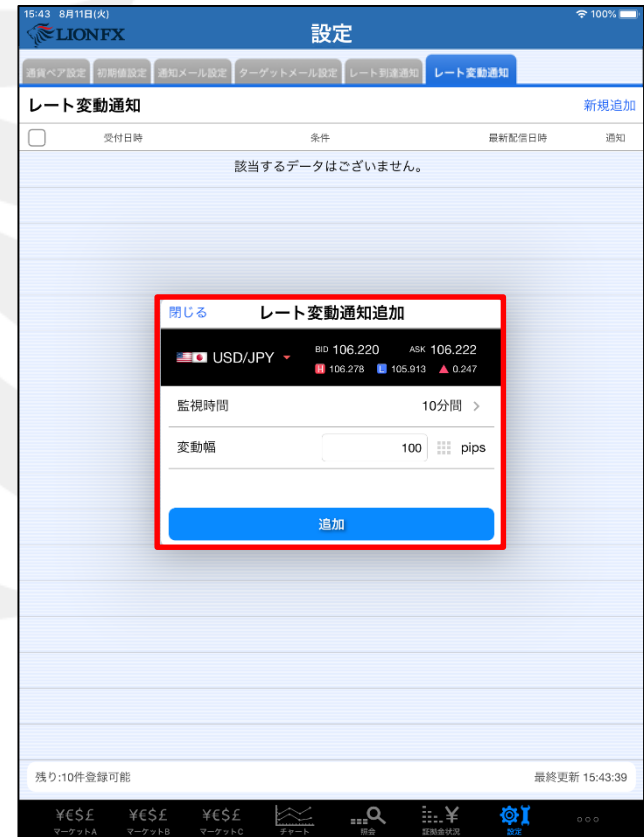 15:43 8月11日(火) 100%
LIONFX 設定
通貨ペア設定 初期値設定 通知メール設定 ターゲットメール設定 レート到達通知 レート変動通知
レート変動通知 新規追加
受付日時 条件 最新配信日時 通知
該当するデータはございません。
閉じる レート変動通知追加
USD/JPY BID 106.220 ASK 106.222
H 106.278 L 105.913 ▲ 0.247
監視時間 10分間 >
変動幅 100 pips
追加
残り:10件登録可能 最終更新 15:43:39
¥€$£ ¥€$£ ¥€$£ ¥
マーケットA マーケットB マーケットC チャート 照会 証拠金状況 設定